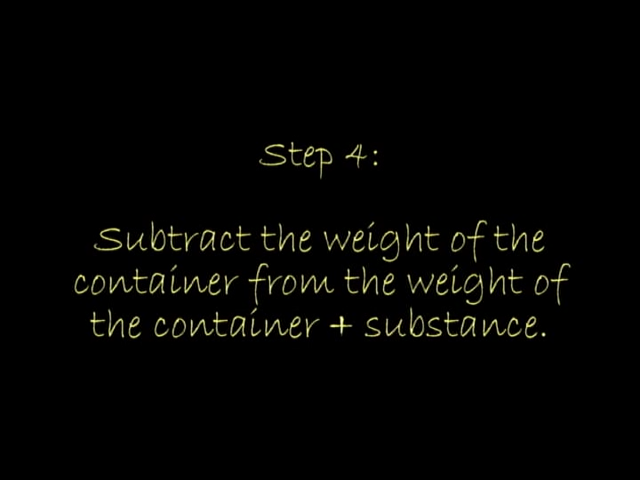 Step 4:
Subtract the weight of the
container from the weight of
the container + substance.